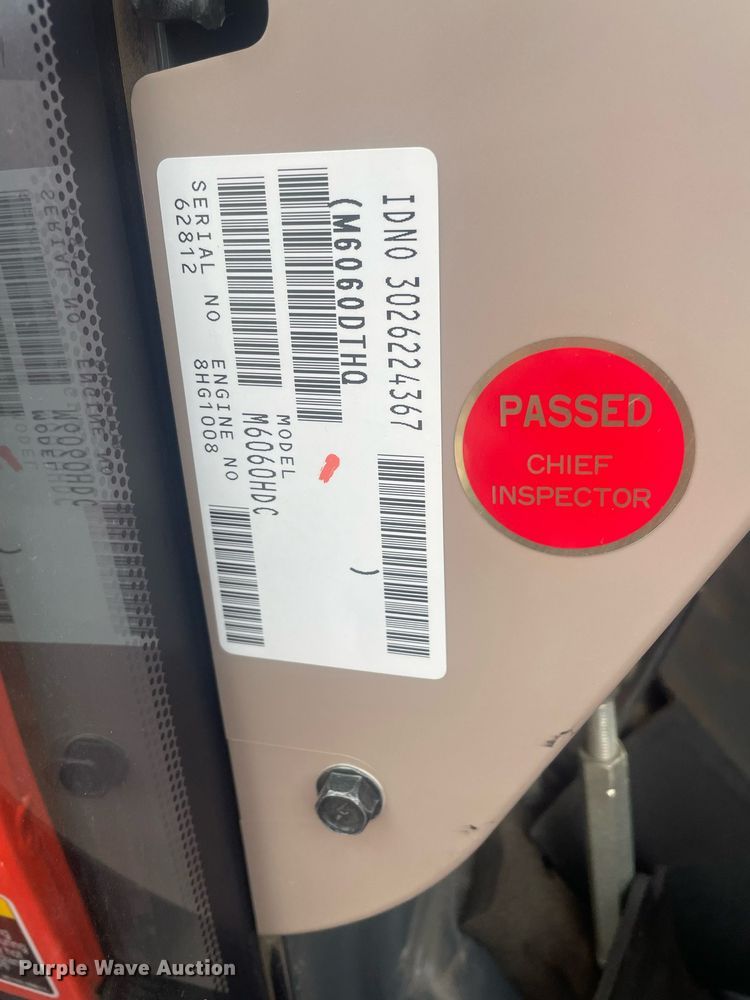 IDNO 3026224367
(M6060DTHQ )
MODEL
M6060HDC
SERIAL NO ENGINE NO
62812 8HG1008
PASSED
CHIEF
INSPECTOR
Purple Wave Auction